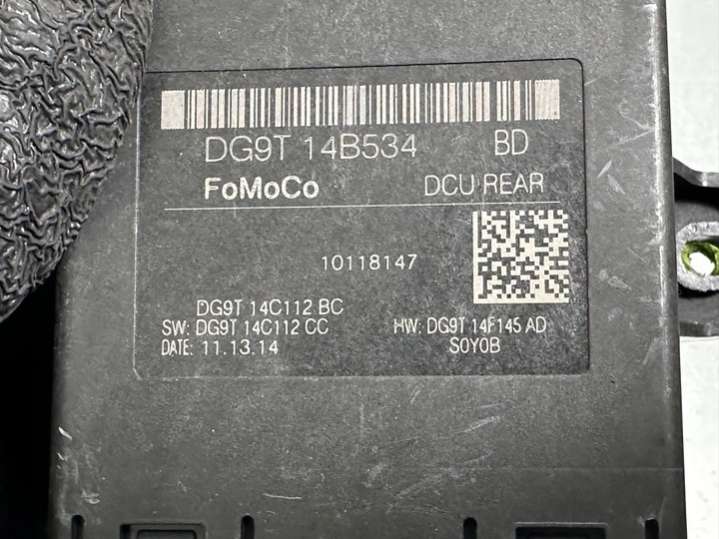 DG9T 14B534 BD
FoMoCo DCU REAR
10118147
DG9T 14C112 BC
SW: DG9T 14C112 CC HW: DG9T 14F145 AD
DATE: 11.13.14 S0Y0B